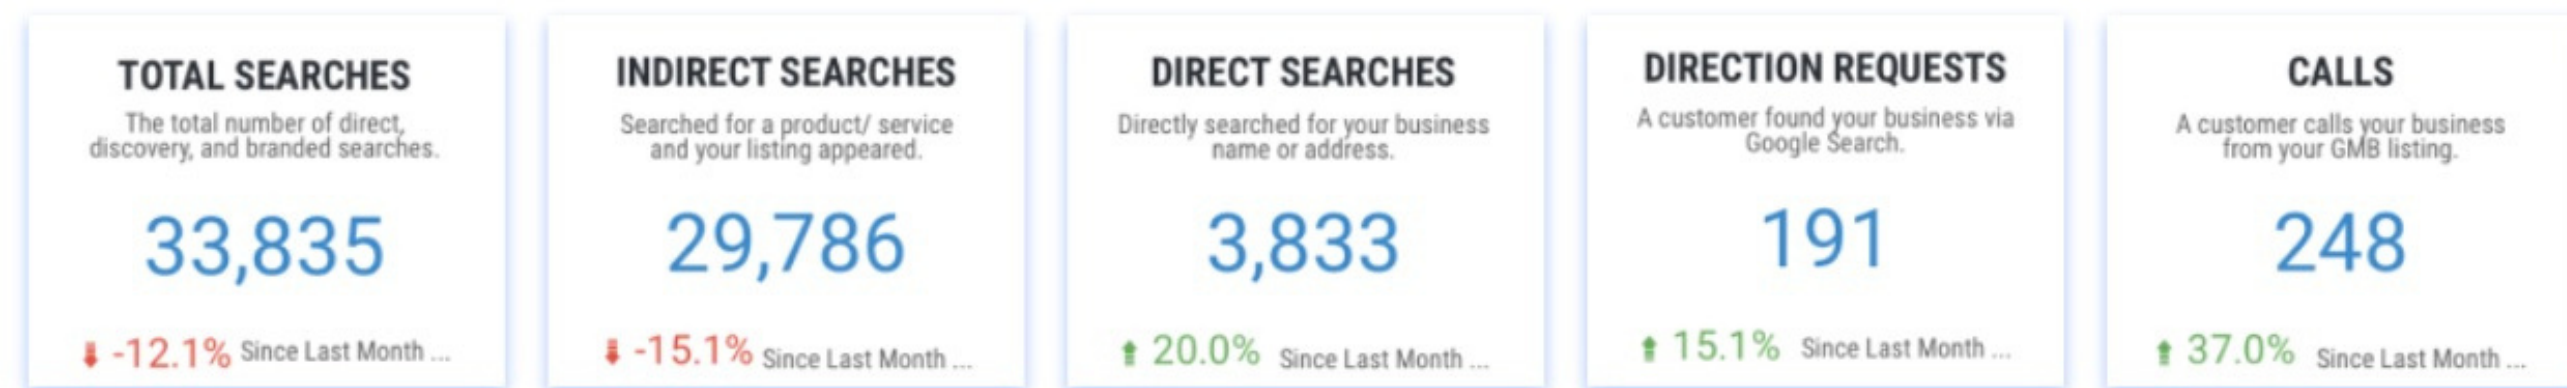 TOTAL SEARCHES
The total number of direct,
discovery, and branded searches.
33,835
-12.1% Since Last Month ...
INDIRECT SEARCHES
Searched for a product/ service
and your listing appeared.
29,786
-15.1% Since Last Month ...
DIRECT SEARCHES
Directly searched for your business
name or address.
3,833
20.0% Since Last Month ...
DIRECTION REQUESTS
A customer found your business via
Google Search.
191
15.1% Since Last Month ...
CALLS
A customer calls your business
from your GMB listing.
248
37.0% Since Last Month ...